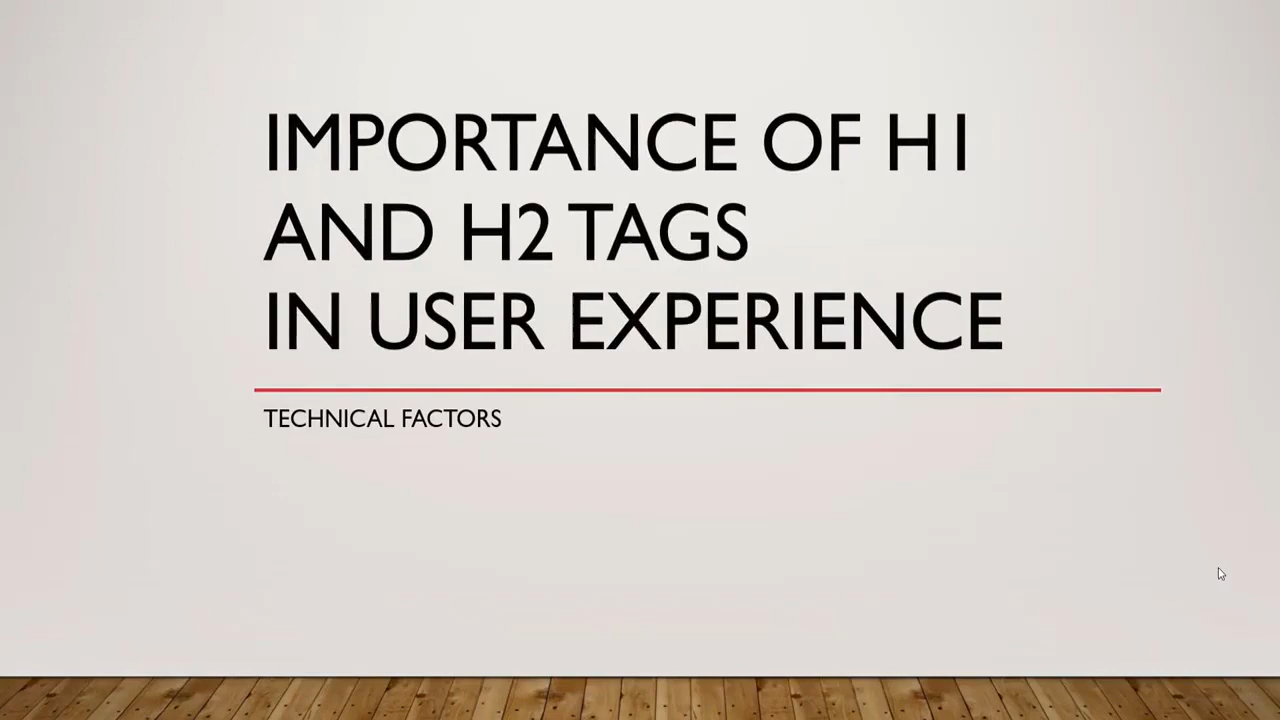 IMPORTANCE OF H1
AND H2 TAGS
IN USER EXPERIENCE
TECHNICAL FACTORS